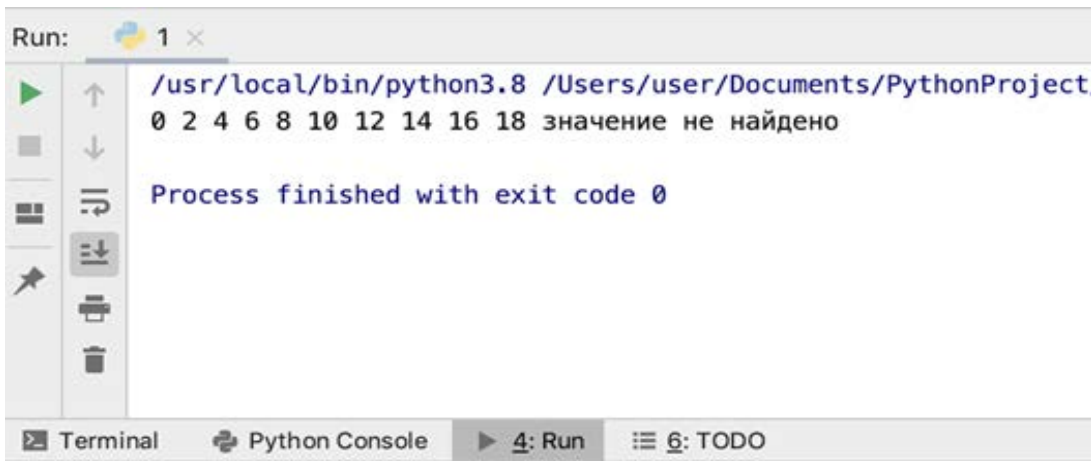 Run: 1
/usr/local/bin/python3.8 /Users/user/Documents/PythonProject/
0 2 4 6 8 10 12 14 16 18 значение не найдено
Process finished with exit code 0
Terminal Python Console 4: Run 6: TODO